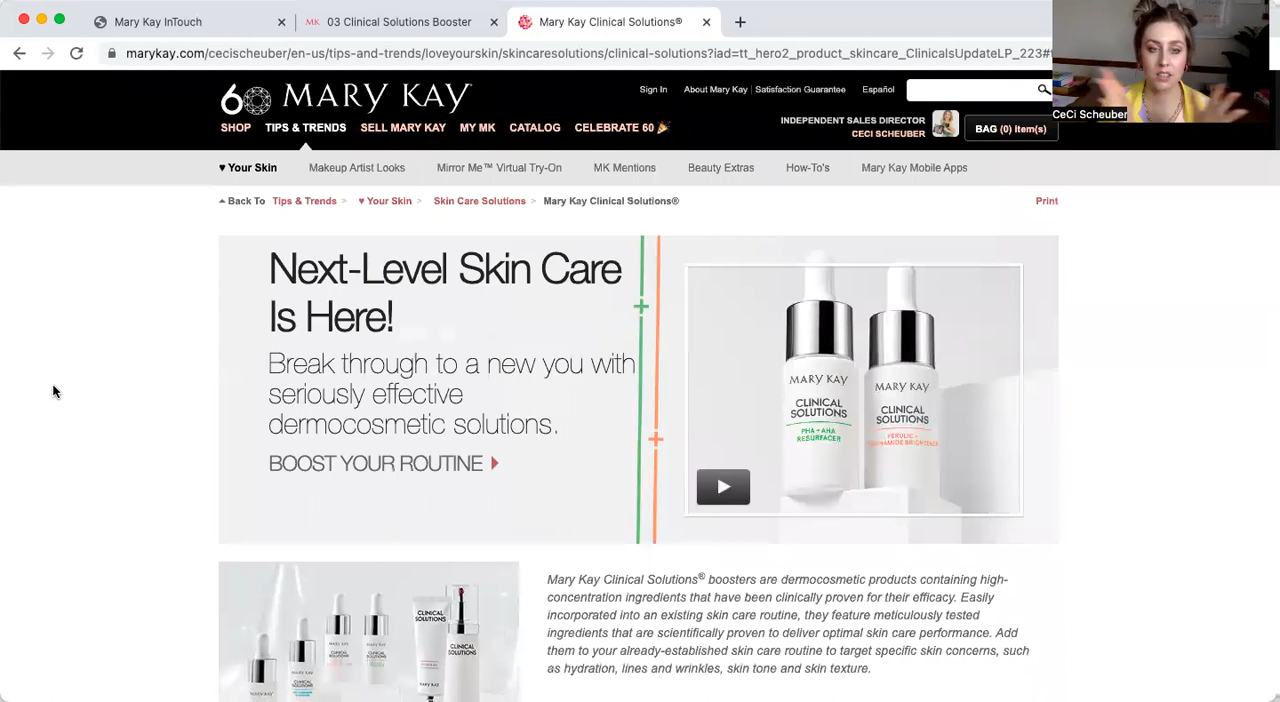 Mary Kay InTouch
MK 03 Clinical Solutions Booster
Mary Kay Clinical Solutions®
marykay.com/cecischeuber/en-us/tips-and-trends/loveyourskin/skincaresolutions/clinical-solutions?iad=tt_hero2_product_skincare_ClinicalsUpdateLP_223#
CeCi Scheuber
60 MARY KAY
Sign In
About Mary Kay | Satisfaction Guarantee
Español
INDEPENDENT SALES DIRECTOR
CECI SCHEUBER
BAG (0) Item(s)
SHOP TIPS & TRENDS SELL MARY KAY MY MK CATALOG CELEBRATE 60
♥ Your Skin Makeup Artist Looks Mirror Me™ Virtual Try-On MK Mentions Beauty Extras How-To's Mary Kay Mobile Apps
Back To Tips & Trends > ♥ Your Skin > Skin Care Solutions > Mary Kay Clinical Solutions®
Print
Next-Level Skin Care
Is Here!
Break through to a new you with
seriously effective
dermocosmetic solutions.
BOOST YOUR ROUTINE
MARY KAY
CLINICAL
SOLUTIONS
PHA + AHA
RESURFACER
MARY KAY
CLINICAL
SOLUTIONS
FERULIC +
NIACINAMIDE BRIGHTENER
Mary Kay Clinical Solutions® boosters are dermocosmetic products containing high-
concentration ingredients that have been clinically proven for their efficacy. Easily
incorporated into an existing skin care routine, they feature meticulously tested
ingredients that are scientifically proven to deliver optimal skin care performance. Add
them to your already-established skin care routine to target specific skin concerns, such
as hydration, lines and wrinkles, skin tone and skin texture.
CLINICAL
SOLUTIONS
CLINICAL
SOLUTIONS
MARY KAY
MARY KAY